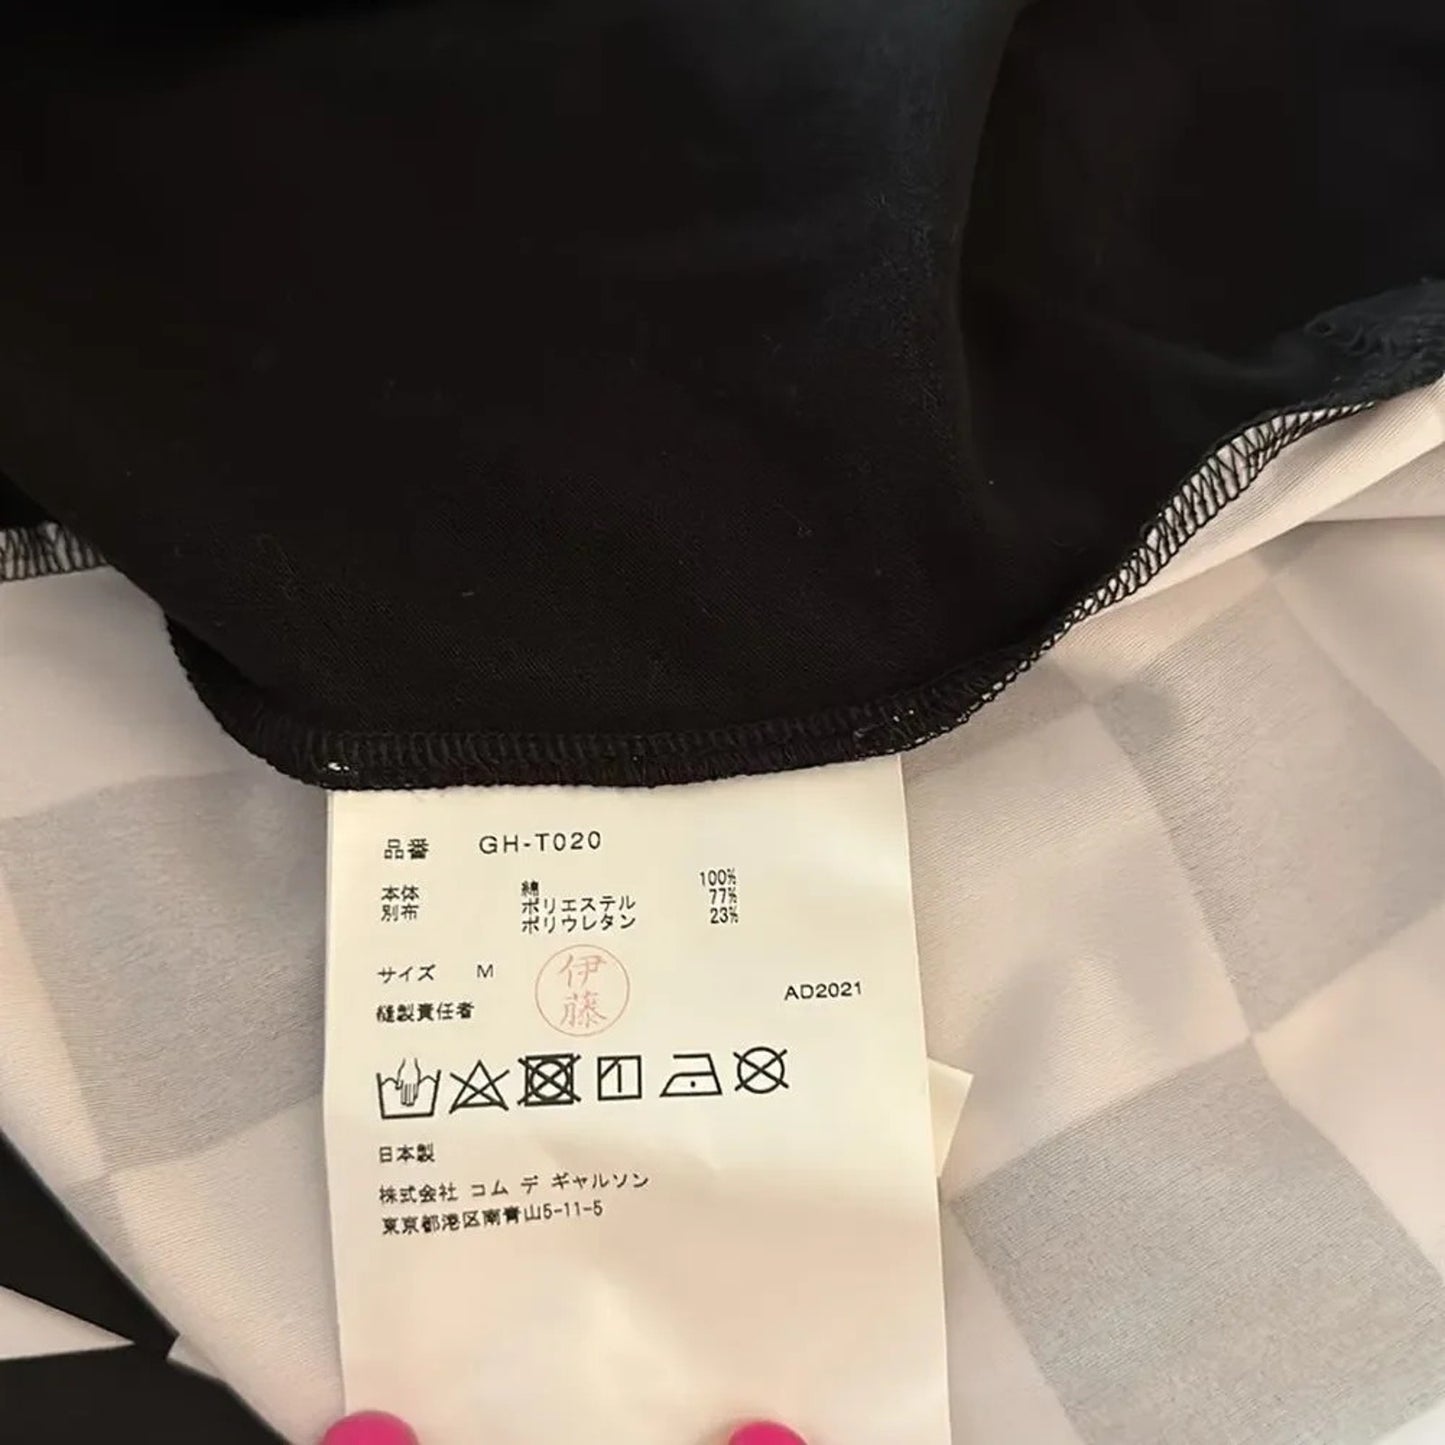 品番 GH-T020
本体 綿 100%
別布 ポリエステル 77%
ポリウレタン 23%
サイズ M
伊藤
AD2021
縫製責任者
日本製
株式会社 コム デ ギャルソン
東京都港区南青山5-11-5